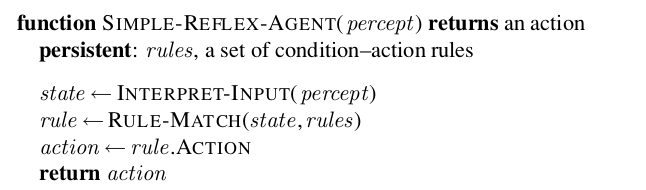 function SIMPLE-REFLEX-AGENT(percept) returns an action
persistent: rules, a set of condition–action rules
state ← INTERPRET-INPUT(percept)
rule ← RULE-MATCH(state, rules)
action ← rule.ACTION
return action